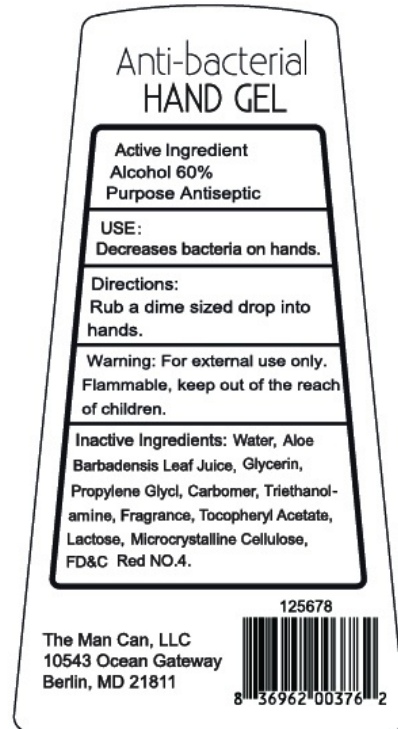 Anti-bacterial
HAND GEL
Active Ingredient
Alcohol 60%
Purpose Antiseptic
USE:
Decreases bacteria on hands.
Directions:
Rub a dime sized drop into
hands.
Warning: For external use only.
Flammable, keep out of the reach
of children.
Inactive Ingredients: Water, Aloe
Barbadensis Leaf Juice, Glycerin,
Propylene Glycl, Carbomer, Triethanol-
amine, Fragrance, Tocopheryl Acetate,
Lactose, Microcrystalline Cellulose,
FD&C Red NO.4.
The Man Can, LLC
10543 Ocean Gateway
Berlin, MD 21811
125678
8 36962 00376 2